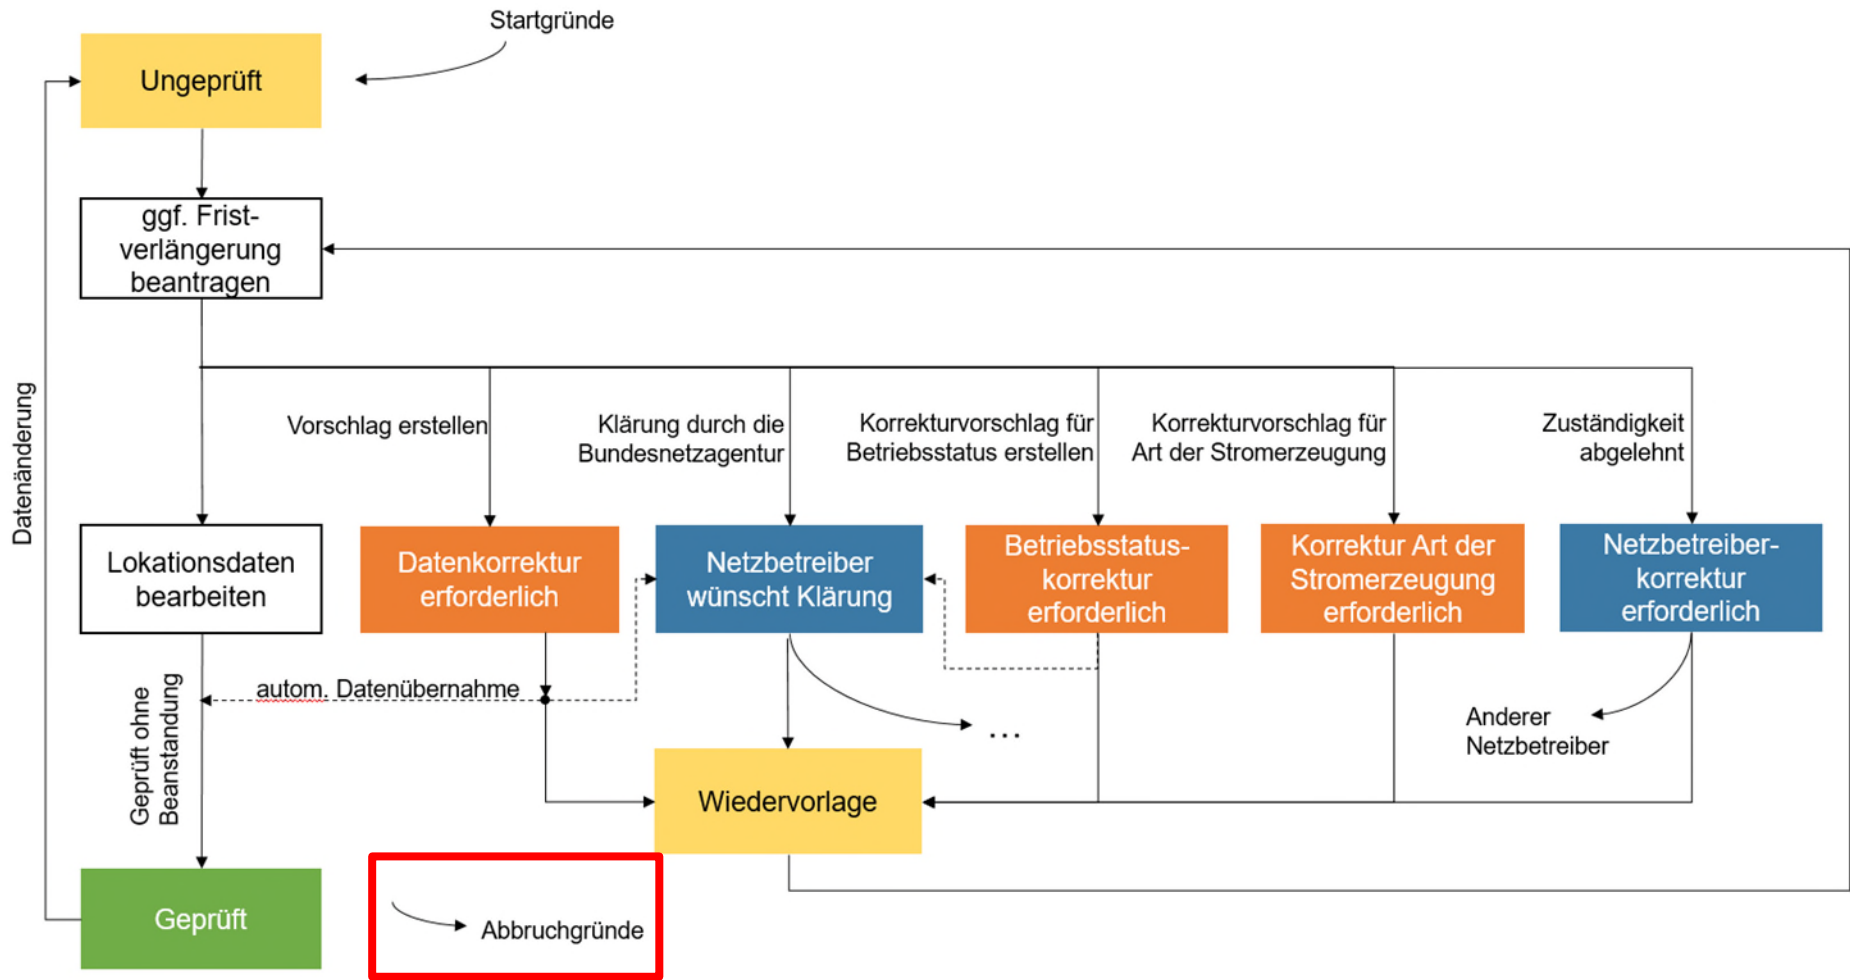 Startgründe
Ungeprüft
ggf. Frist-
verlängerung
beantragen
Datenänderung
Vorschlag erstellen
Klärung durch die
Bundesnetzagentur
Korrekturvorschlag für
Betriebsstatus erstellen
Korrekturvorschlag für
Art der Stromerzeugung
Zuständigkeit
abgelehnt
Lokationsdaten
bearbeiten
Datenkorrektur
erforderlich
Netzbetreiber
wünscht Klärung
Betriebsstatus-
korrektur
erforderlich
Korrektur Art der
Stromerzeugung
erforderlich
Netzbetreiber-
korrektur
erforderlich
Geprüft ohne
Beanstandung
autom. Datenübernahme
...
Anderer
Netzbetreiber
Wiedervorlage
Geprüft
Abbruchgründe